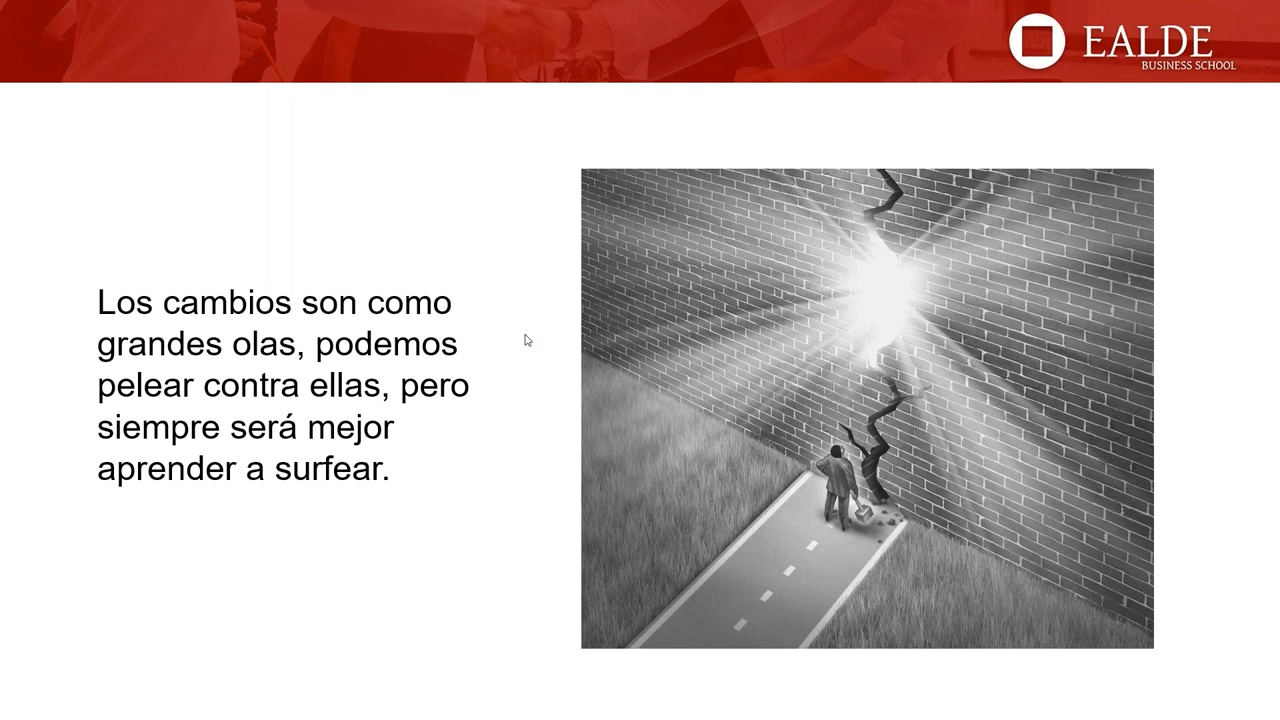 EALDE
BUSINESS SCHOOL
Los cambios son como
grandes olas, podemos
pelear contra ellas, pero
siempre será mejor
aprender a surfear.